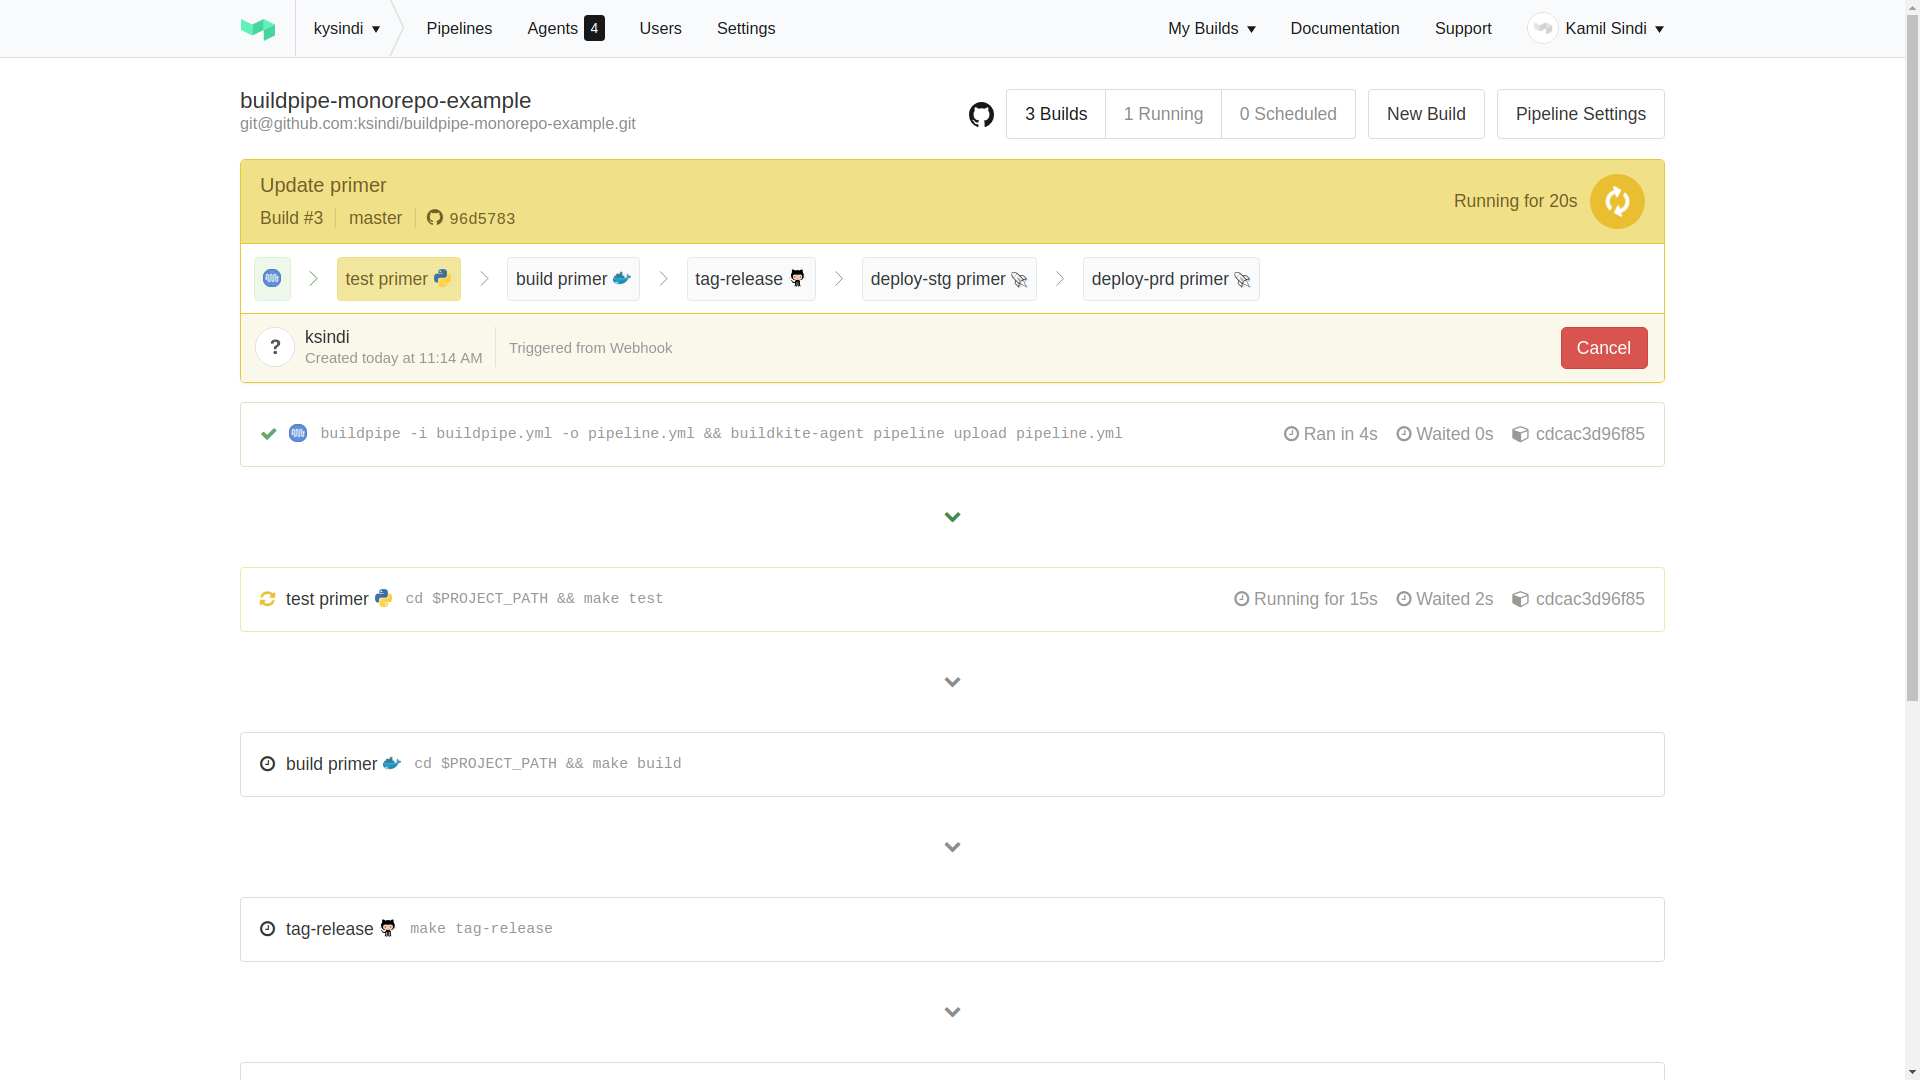 kysindi ▾ Pipelines Agents 4 Users Settings My Builds ▾ Documentation Support Kamil Sindi ▾
buildpipe-monorepo-example
git@github.com:ksindi/buildpipe-monorepo-example.git
3 Builds 1 Running 0 Scheduled New Build Pipeline Settings
Update primer
Build #3 master 96d5783
Running for 20s
test primer build primer tag-release deploy-stg primer deploy-prd primer
?
ksindi
Created today at 11:14 AM
Triggered from Webhook
Cancel
buildpipe -i buildpipe.yml -o pipeline.yml && buildkite-agent pipeline upload pipeline.yml Ran in 4s Waited 0s cdcac3d96f85
test primer cd $PROJECT_PATH && make test Running for 15s Waited 2s cdcac3d96f85
build primer cd $PROJECT_PATH && make build
tag-release make tag-release